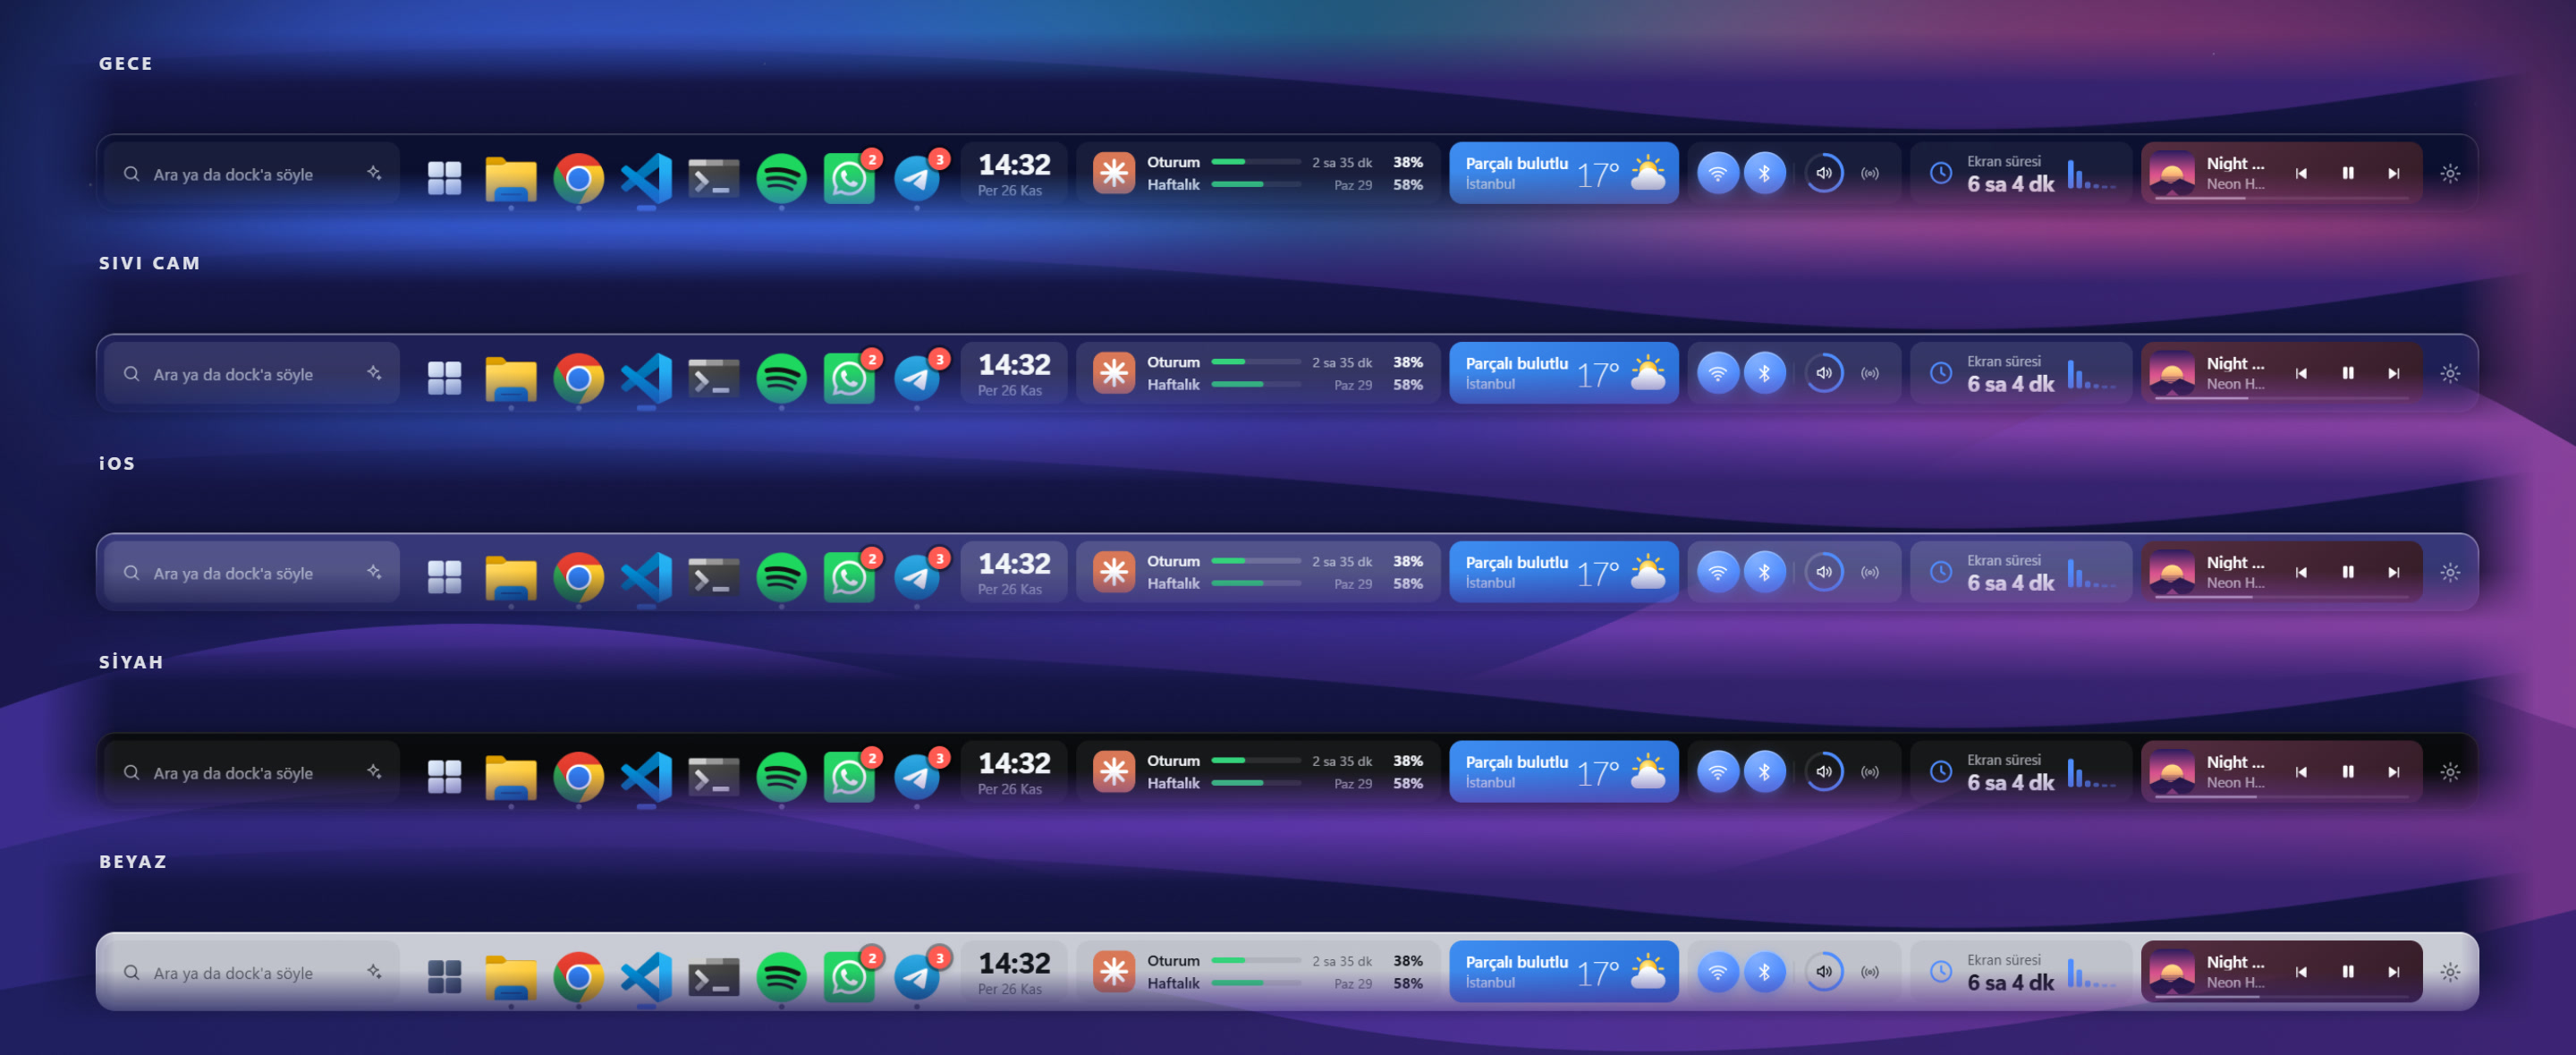 GECE
Ara ya da dock'a söyle
2
3
14:32
Per 26 Kas
Oturum 2 sa 35 dk 38%
Haftalık Paz 29 58%
Parçalı bulutlu
İstanbul
17°
Ekran süresi
6 sa 4 dk
Night ...
Neon H...
SIVI CAM
Ara ya da dock'a söyle
2
3
14:32
Per 26 Kas
Oturum 2 sa 35 dk 38%
Haftalık Paz 29 58%
Parçalı bulutlu
İstanbul
17°
Ekran süresi
6 sa 4 dk
Night ...
Neon H...
iOS
Ara ya da dock'a söyle
2
3
14:32
Per 26 Kas
Oturum 2 sa 35 dk 38%
Haftalık Paz 29 58%
Parçalı bulutlu
İstanbul
17°
Ekran süresi
6 sa 4 dk
Night ...
Neon H...
SİYAH
Ara ya da dock'a söyle
2
3
14:32
Per 26 Kas
Oturum 2 sa 35 dk 38%
Haftalık Paz 29 58%
Parçalı bulutlu
İstanbul
17°
Ekran süresi
6 sa 4 dk
Night ...
Neon H...
BEYAZ
Ara ya da dock'a söyle
2
3
14:32
Per 26 Kas
Oturum 2 sa 35 dk 38%
Haftalık Paz 29 58%
Parçalı bulutlu
İstanbul
17°
Ekran süresi
6 sa 4 dk
Night ...
Neon H...